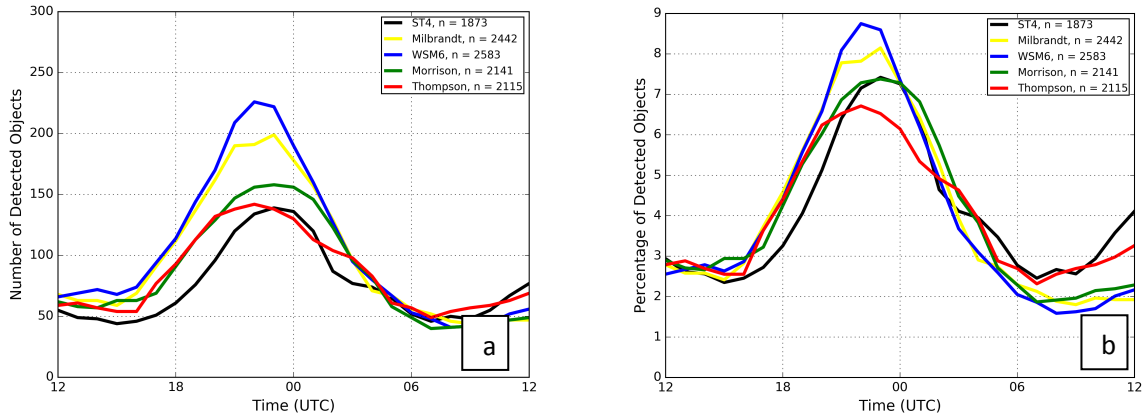 300
250
200
150
100
50
0
Number of Detected Objects
12 18 00 06 12
Time (UTC)
ST4, n = 1873
Milbrandt, n = 2442
WSM6, n = 2583
Morrison, n = 2141
Thompson, n = 2115
a
9
8
7
6
5
4
3
2
1
0
Percentage of Detected Objects
12 18 00 06 12
Time (UTC)
ST4, n = 1873
Milbrandt, n = 2442
WSM6, n = 2583
Morrison, n = 2141
Thompson, n = 2115
b